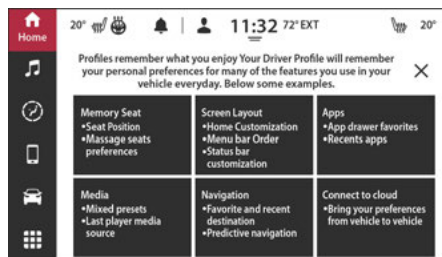 Home
20° 11:32 72° EXT 20°
Profiles remember what you enjoy Your Driver Profile will remember
your personal preferences for many of the features you use in your
vehicle everyday. Below some examples.
Memory Seat
•Seat Position
•Massage seats
preferences
Screen Layout
•Home Customization
•Menu bar Order
•Status bar
customization
Apps
•App drawer favorites
•Recents apps
Media
•Mixed presets
•Last player media
source
Navigation
•Favorite and recent
destination
•Predictive navigation
Connect to cloud
•Bring your preferences
from vehicle to vehicle